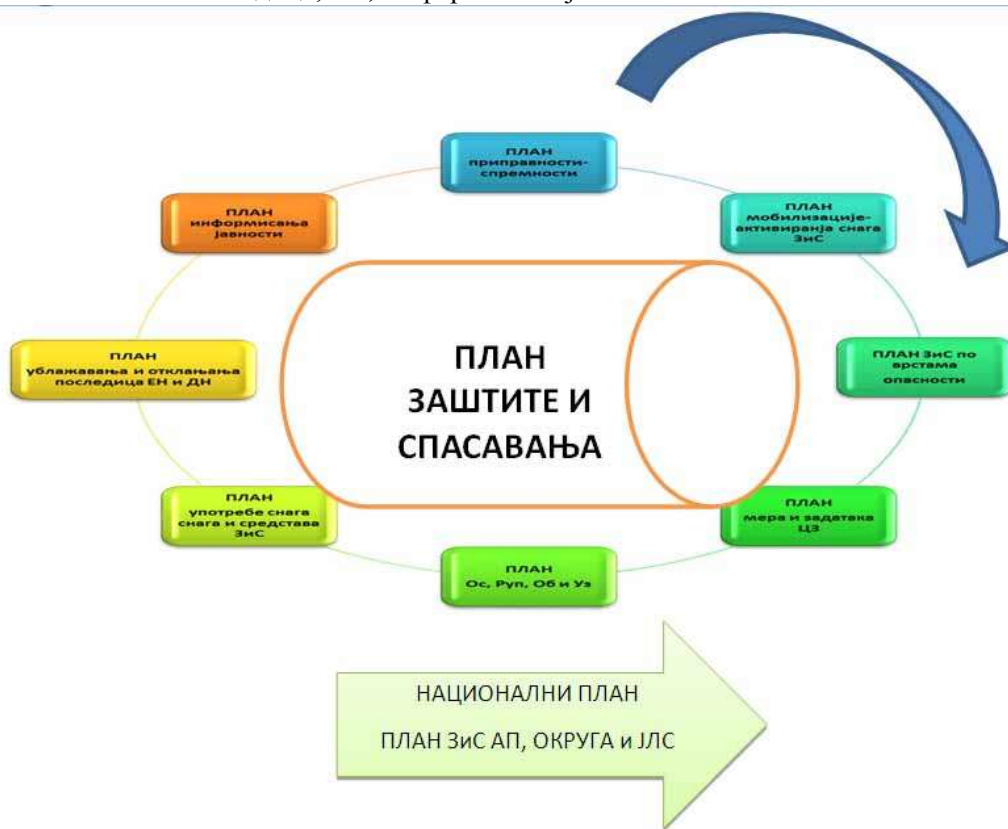 ПЛАН
приправности-
спремности
ПЛАН
мобилизације-
активирања снага
ЗиС
ПЛАН ЗиС по
врстама
опасности
ПЛАН
мера и задатака
ЦЗ
ПЛАН
Ос, Руп, Об и Уз
ПЛАН
употребе снага
снага и средстава
ЗиС
ПЛАН
ублажавања и отклањања
последица ЕН и ДН
ПЛАН
информисања
јавности
ПЛАН
ЗАШТИТЕ И
СПАСАВАЊА
НАЦИОНАЛНИ ПЛАН
ПЛАН ЗиС АП, ОКРУГА и ЈЛС